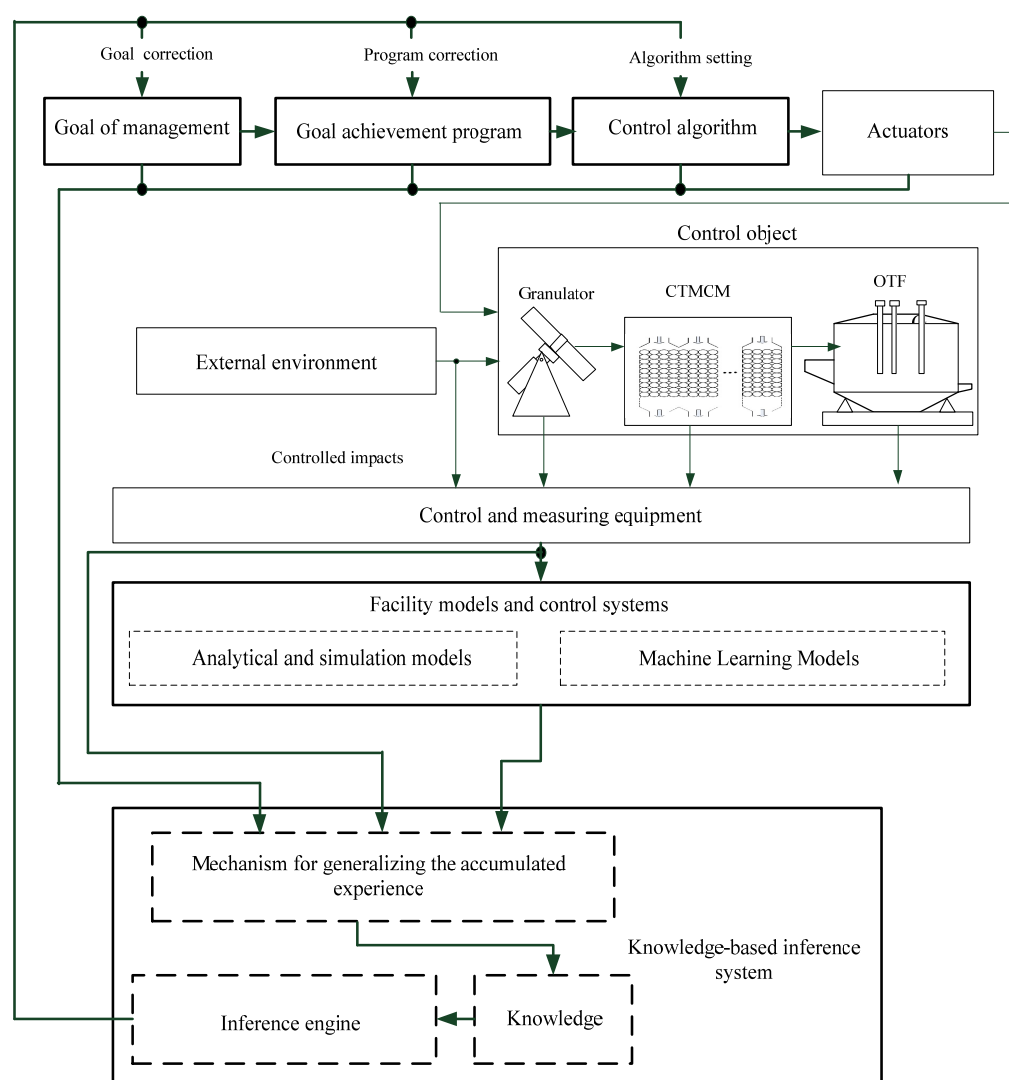 Goal correction
Program correction
Algorithm setting
Goal of management
Goal achievement program
Control algorithm
Actuators
Control object
Granulator
CTMCM
OTF
External environment
...
Controlled impacts
Control and measuring equipment
Facility models and control systems
Analytical and simulation models
Machine Learning Models
Mechanism for generalizing the accumulated
experience
Knowledge-based inference
system
Inference engine
Knowledge